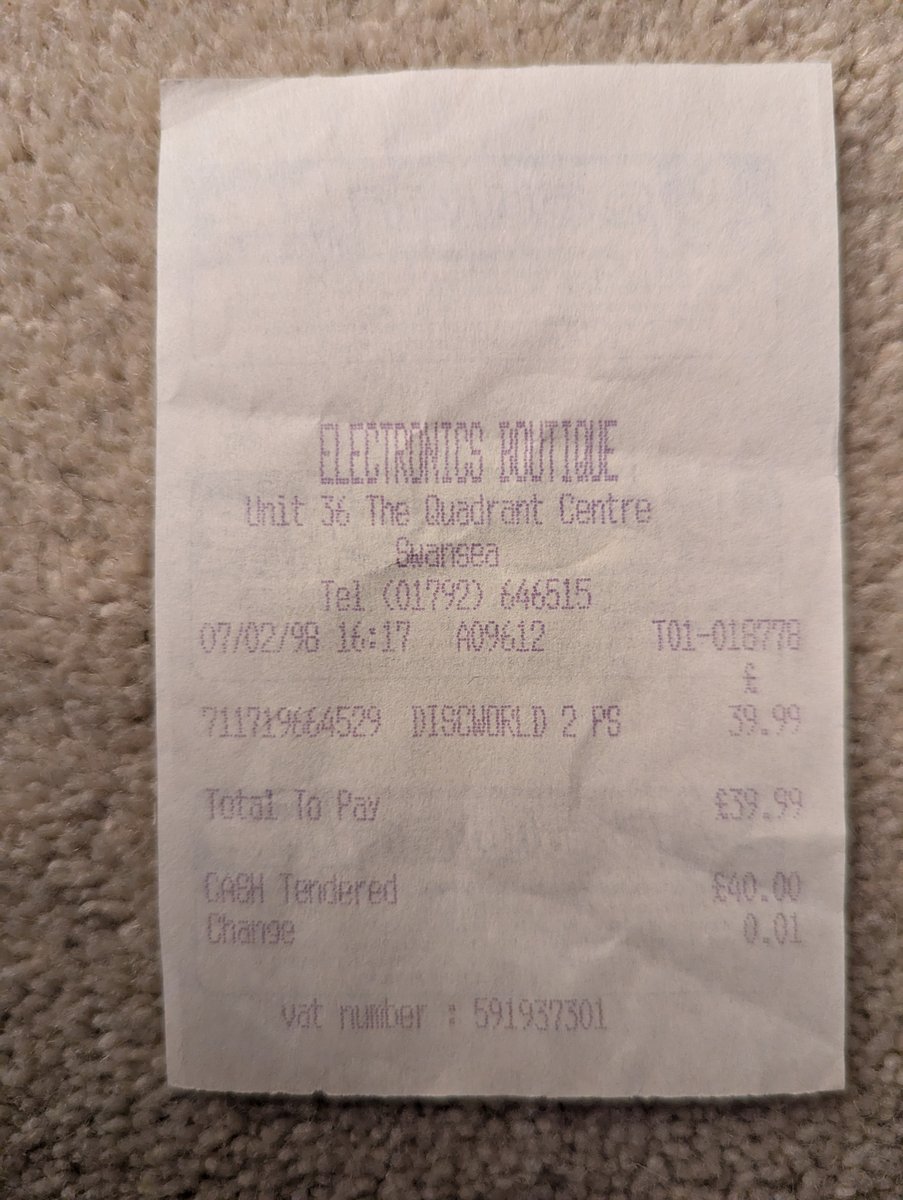 ELECTRONICS BOUTIQUE
Unit 36 The Quadrant Centre
Swansea
Tel (01792) 646515
07/02/98 16:17 A09612 T01-018778
£
711719664529 DISCWORLD 2 PS 39.99
Total To Pay £39.99
CASH Tendered £40.00
Change 0.01
vat number : 591937301